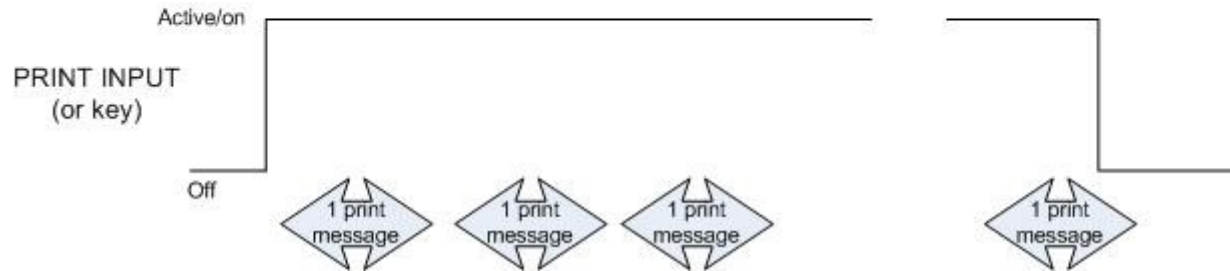 Active/on
PRINT INPUT
(or key)
Off
1 print
message
1 print
message
1 print
message
1 print
message